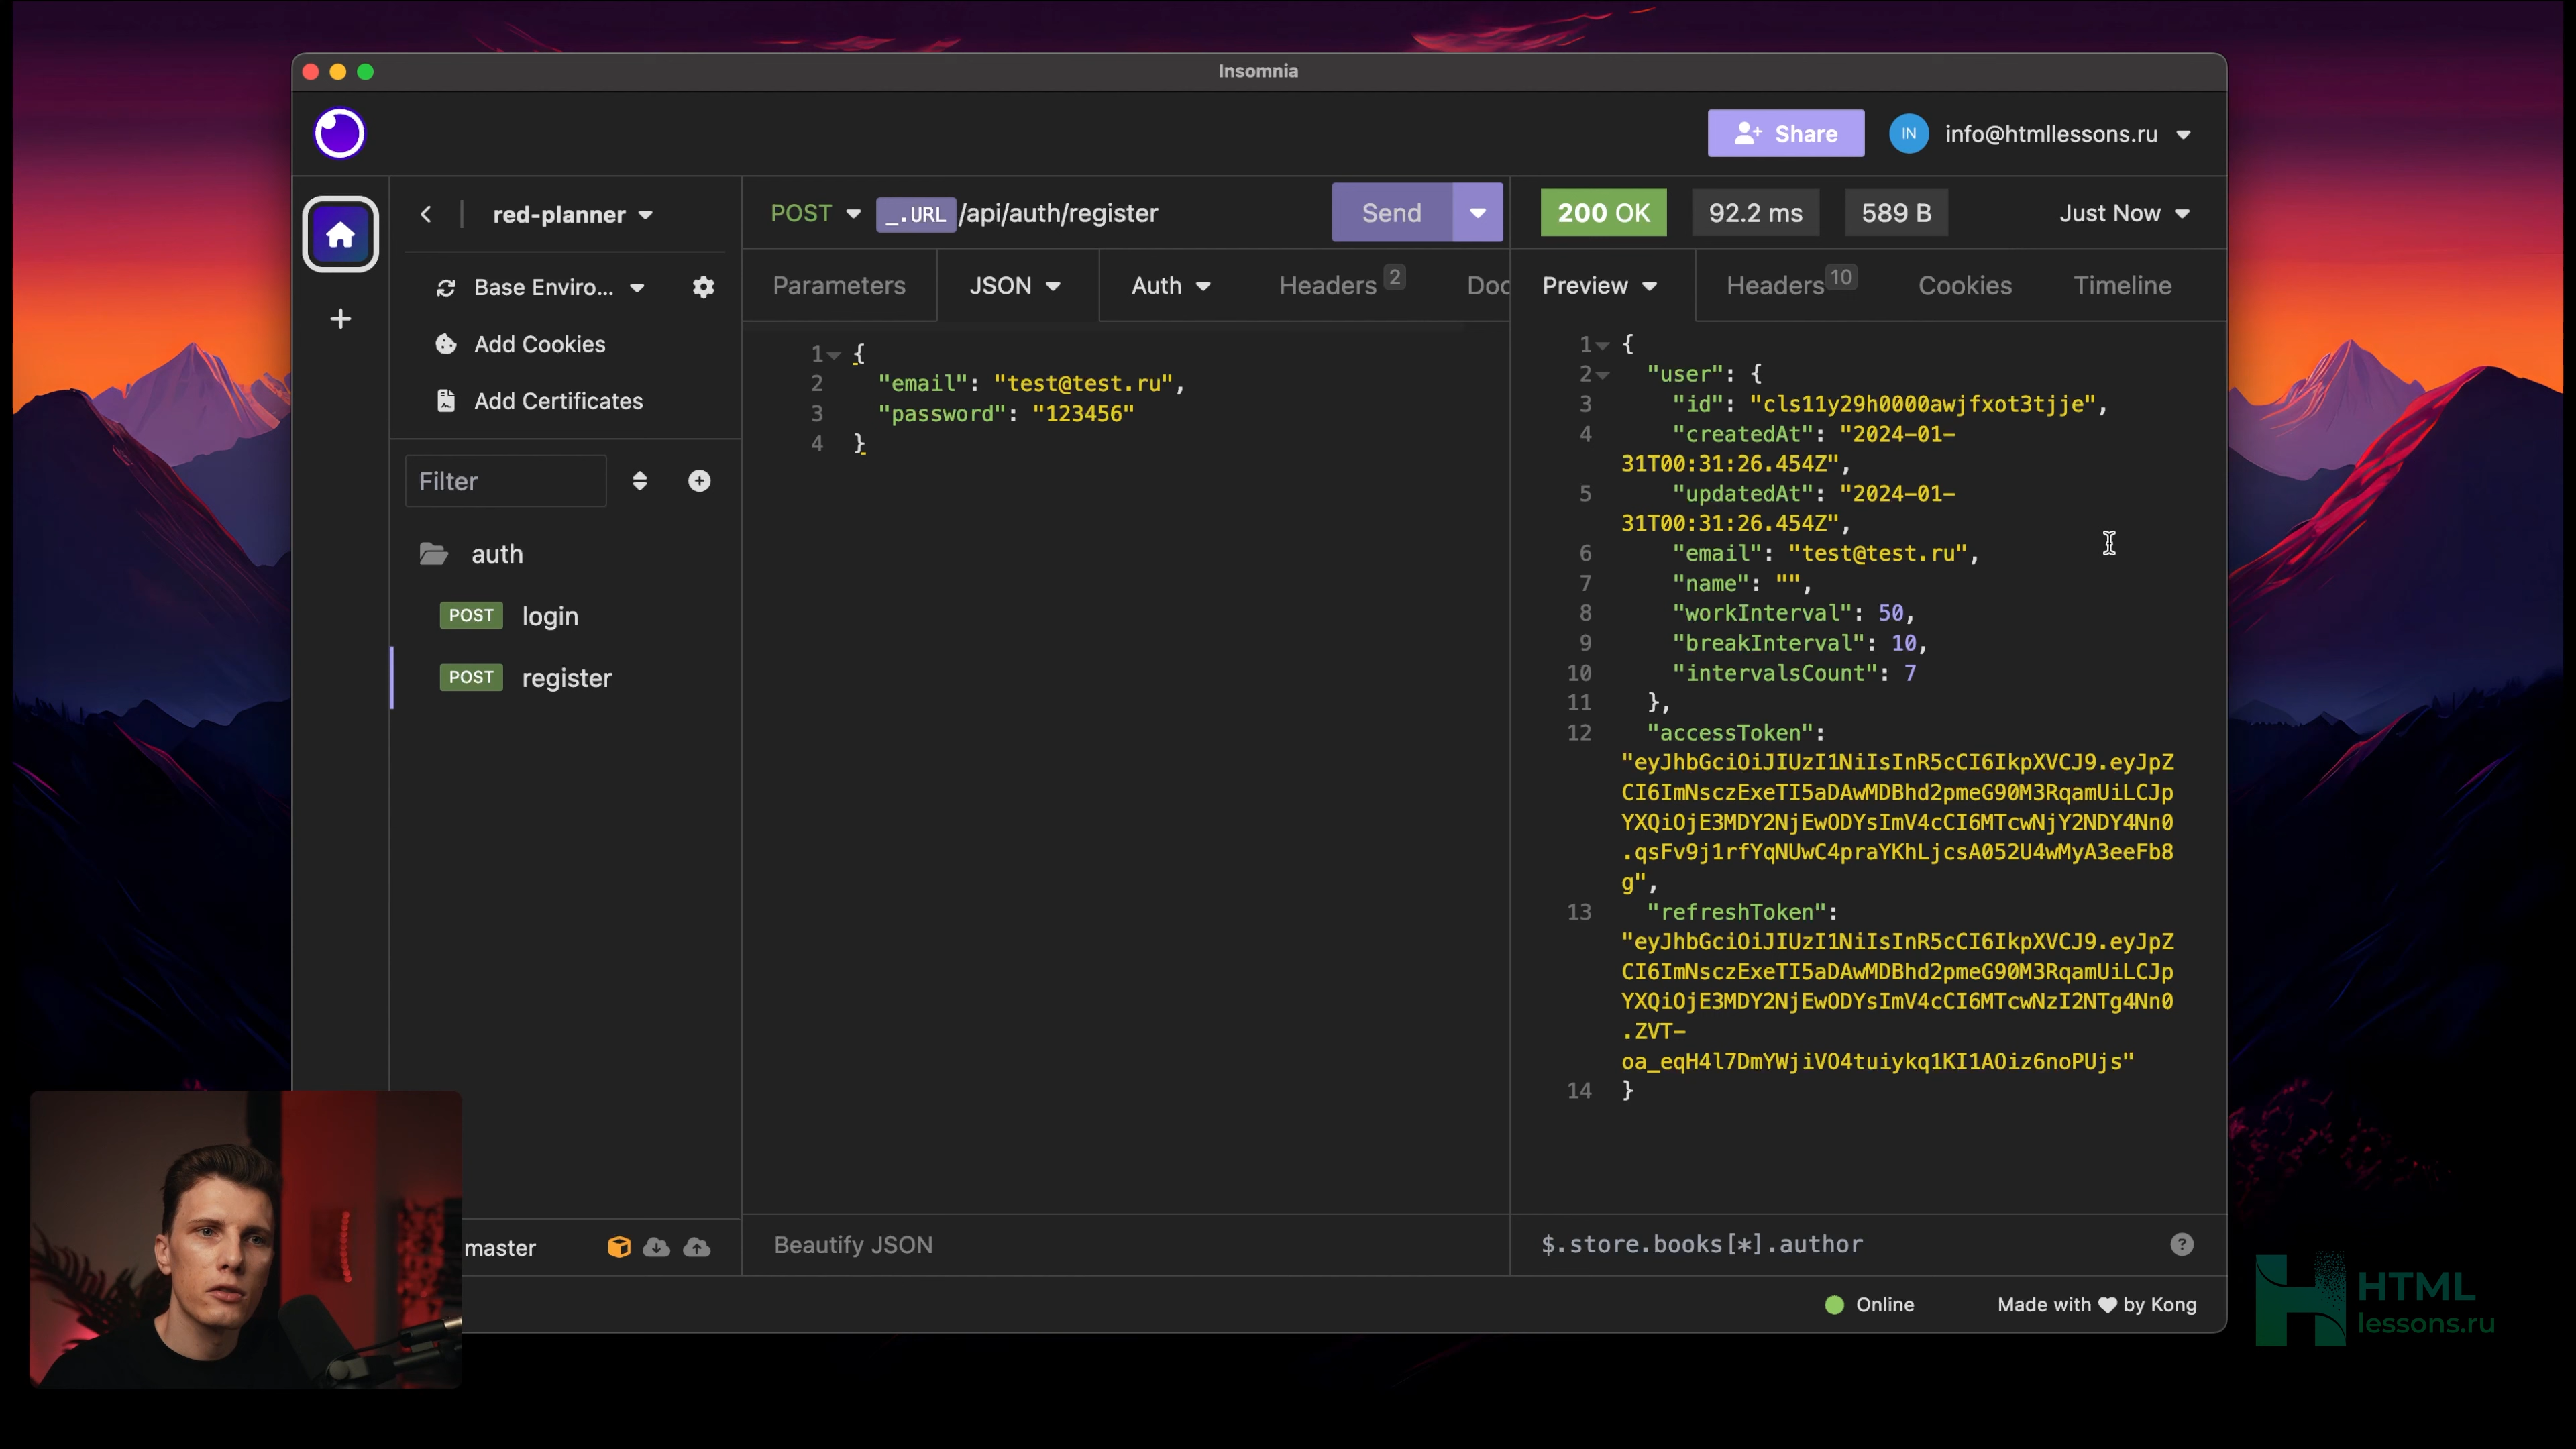 Insomnia
Share
IN
info@htmllessons.ru
red-planner
POST
_.URL/api/auth/register
Send
200 OK
92.2 ms
589 B
Just Now
Base Enviro...
Add Cookies
Add Certificates
Filter
auth
POST login
POST register
master
Parameters
JSON
Auth
Headers 2
Doc
1 {
2 "email": "test@test.ru",
3 "password": "123456"
4 }
Beautify JSON
Preview
Headers 10
Cookies
Timeline
1 {
2 "user": {
3 "id": "cls11y29h0000awjfxot3tjje",
4 "createdAt": "2024-01-
31T00:31:26.454Z",
5 "updatedAt": "2024-01-
31T00:31:26.454Z",
6 "email": "test@test.ru",
7 "name": "",
8 "workInterval": 50,
9 "breakInterval": 10,
10 "intervalsCount": 7
11 },
12 "accessToken":
"eyJhbGciOiJIUzI1NiIsInR5cCI6IkpXVCJ9.eyJpZ
CI6ImNsczExeTI5aDAwMDBhd2pmeG90M3RqamUiLCJp
YXQiOjE3MDY2NjEwODYsImV4cCI6MTcwNjY2NDY4Nn0
.qsFv9j1rfYqNUwC4praYKhLjcsA052U4wMyA3eeFb8
g",
13 "refreshToken":
"eyJhbGciOiJIUzI1NiIsInR5cCI6IkpXVCJ9.eyJpZ
CI6ImNsczExeTI5aDAwMDBhd2pmeG90M3RqamUiLCJp
YXQiOjE3MDY2NjEwODYsImV4cCI6MTcwNzI2NTg4Nn0
.ZVT-
oa_eqH4l7DmYWjiVO4tuiykq1KI1AOiz6noPUjs"
14 }
$.store.books[*].author
?
Online
Made with ♥ by Kong
HTML
lessons.ru